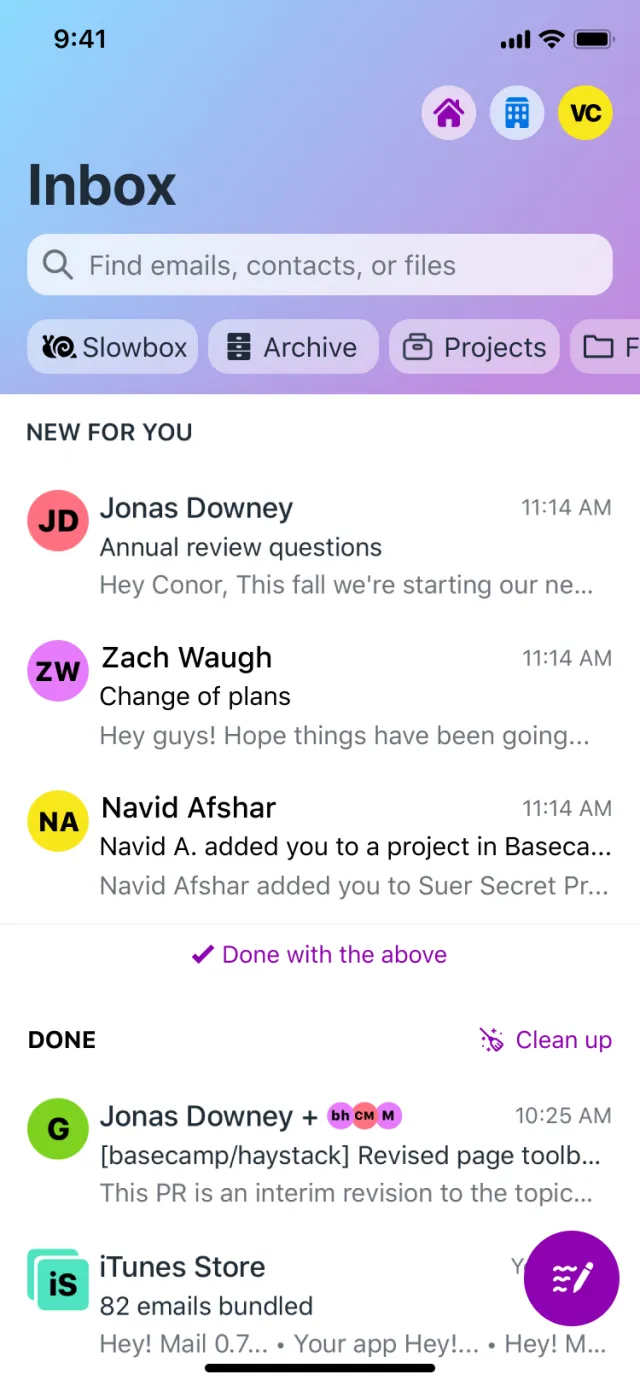 9:41
VC
Inbox
Find emails, contacts, or files
Slowbox Archive Projects F
NEW FOR YOU
JD Jonas Downey 11:14 AM
Annual review questions
Hey Conor, This fall we're starting our ne...
ZW Zach Waugh 11:14 AM
Change of plans
Hey guys! Hope things have been going...
NA Navid Afshar 11:14 AM
Navid A. added you to a project in Baseca...
Navid Afshar added you to Suer Secret Pr...
Done with the above
DONE Clean up
G Jonas Downey + bh CM M 10:25 AM
[basecamp/haystack] Revised page toolb...
This PR is an interim revision to the topic...
iS iTunes Store
82 emails bundled
Hey! Mail 0.7... • Your app Hey!... • Hey! M...